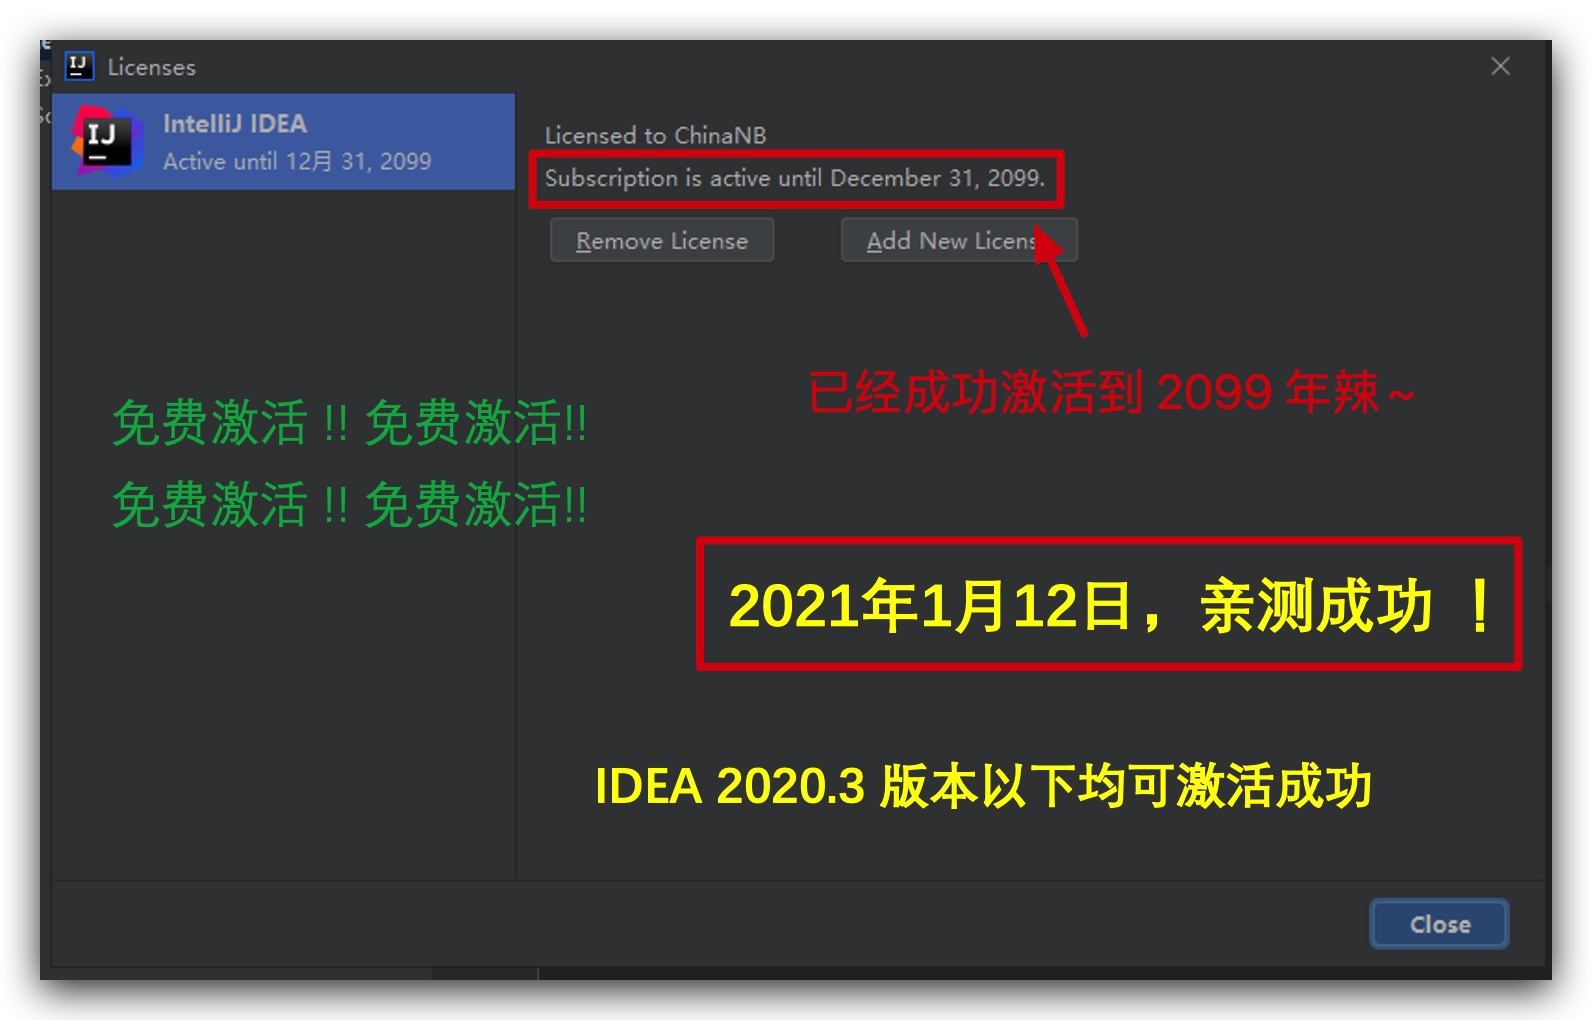 Licenses
IntelliJ IDEA
Active until 12月 31, 2099
Licensed to ChinaNB
Subscription is active until December 31, 2099.
Remove License
Add New Licens
已经成功激活到 2099 年辣~
免费激活 !! 免费激活!!
免费激活 !! 免费激活!!
2021年1月12日，亲测成功 ！
IDEA 2020.3 版本以下均可激活成功
Close